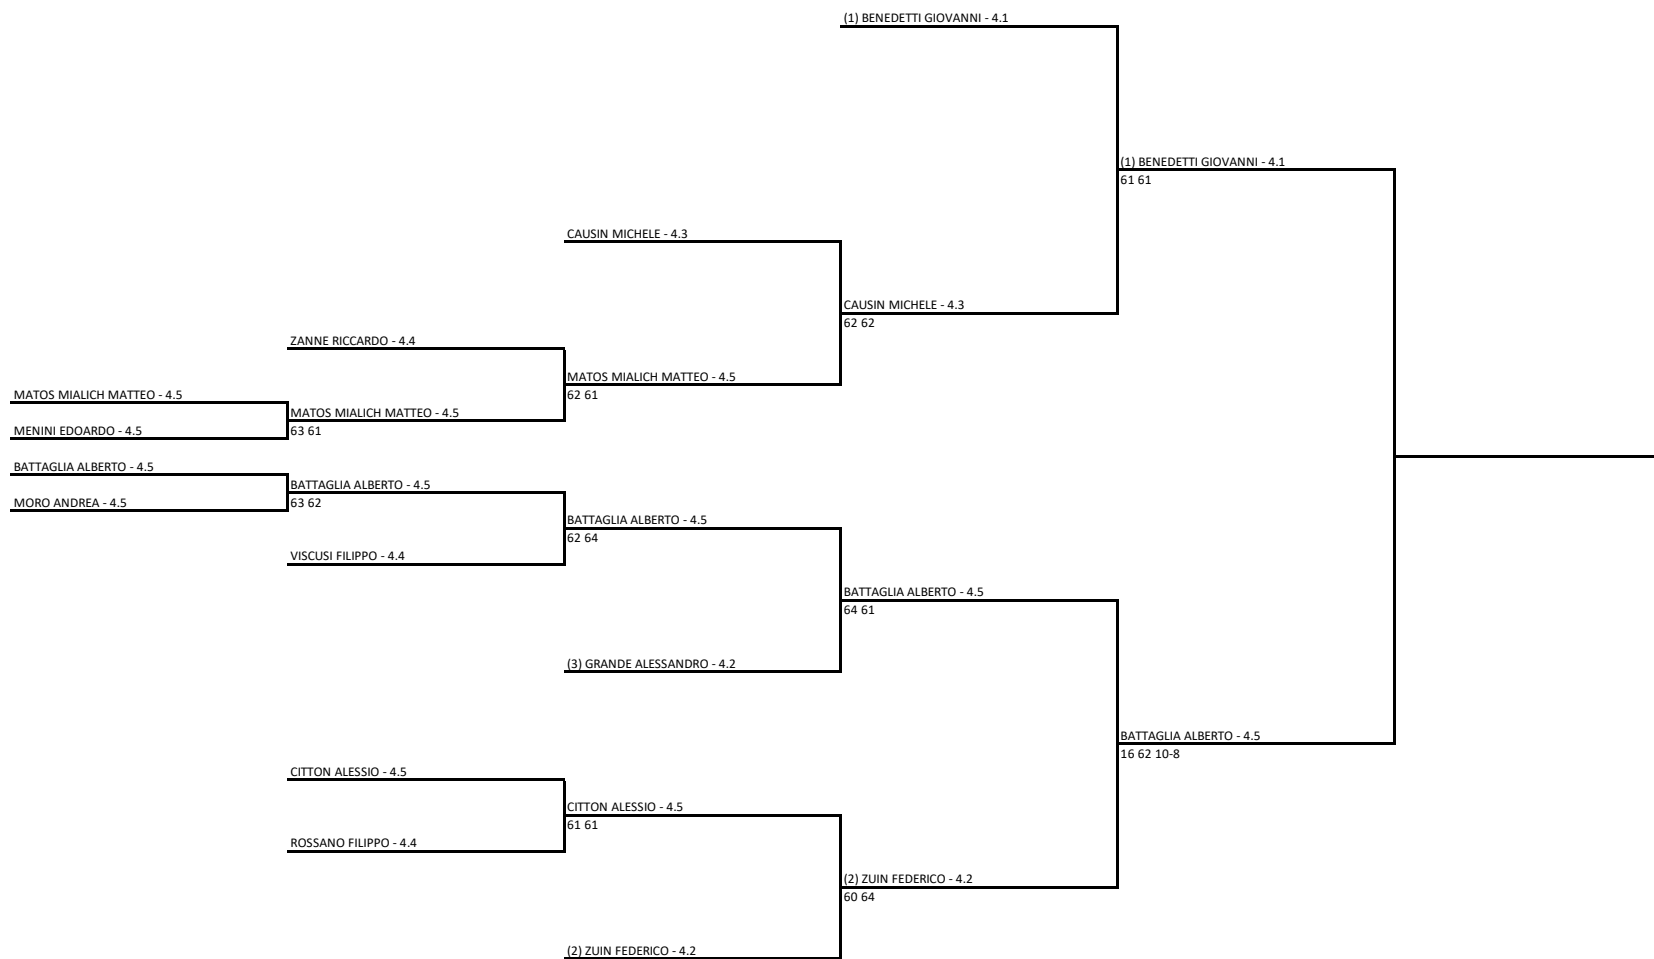 (1) BENEDETTI GIOVANNI - 4.1
(1) BENEDETTI GIOVANNI - 4.1
61 61
CAUSIN MICHELE - 4.3
CAUSIN MICHELE - 4.3
62 62
ZANNE RICCARDO - 4.4
MATOS MIALICH MATTEO - 4.5
62 61
MATOS MIALICH MATTEO - 4.5
MATOS MIALICH MATTEO - 4.5
MENINI EDOARDO - 4.5
63 61
BATTAGLIA ALBERTO - 4.5
BATTAGLIA ALBERTO - 4.5
MORO ANDREA - 4.5
63 62
BATTAGLIA ALBERTO - 4.5
62 64
VISCUSI FILIPPO - 4.4
BATTAGLIA ALBERTO - 4.5
64 61
(3) GRANDE ALESSANDRO - 4.2
BATTAGLIA ALBERTO - 4.5
16 62 10-8
CITTON ALESSIO - 4.5
CITTON ALESSIO - 4.5
61 61
ROSSANO FILIPPO - 4.4
(2) ZUIN FEDERICO - 4.2
60 64
(2) ZUIN FEDERICO - 4.2